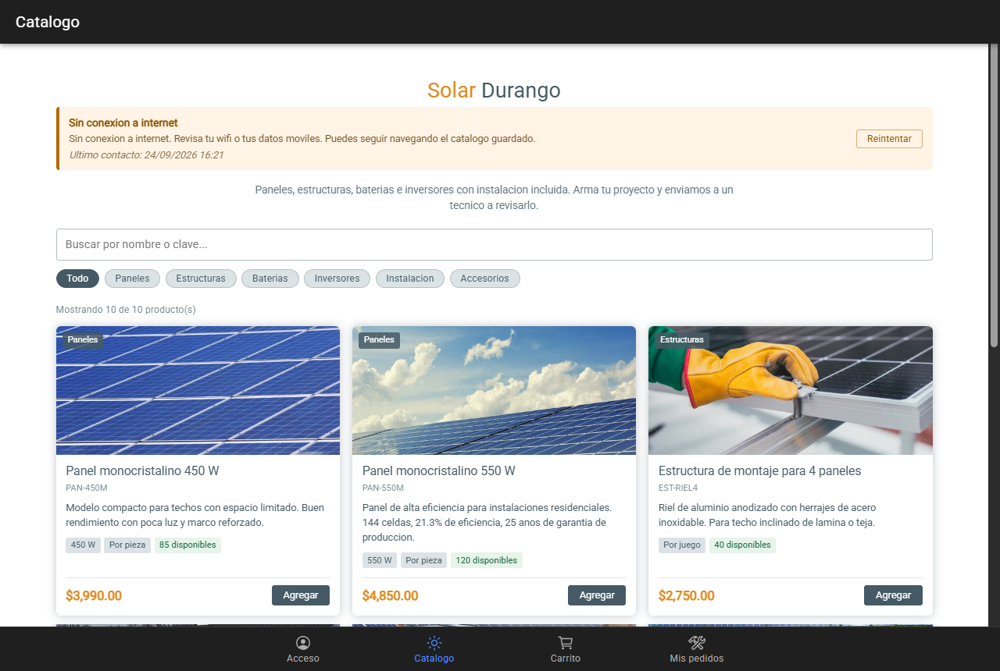 Catalogo
Solar Durango
Sin conexion a internet
Sin conexion a internet. Revisa tu wifi o tus datos moviles. Puedes seguir navegando el catalogo guardado.
Reintentar
Ultimo contacto: 24/09/2026 16:21
Paneles, estructuras, baterias e inversores con instalacion incluida. Arma tu proyecto y enviamos a un
tecnico a revisarlo.
Buscar por nombre o clave...
Todo Paneles Estructuras Baterias Inversores Instalacion Accesorios
Mostrando 10 de 10 producto(s)
Paneles
Panel monocristalino 450 W
PAN-450M
Modelo compacto para techos con espacio limitado. Buen
rendimiento con poca luz y marco reforzado.
450 W Por pieza 85 disponibles
$3,990.00 Agregar
Paneles
Panel monocristalino 550 W
PAN-550M
Panel de alta eficiencia para instalaciones residenciales.
144 celdas, 21.3% de eficiencia, 25 anos de garantia de
produccion.
550 W Por pieza 120 disponibles
$4,850.00 Agregar
Estructuras
Estructura de montaje para 4 paneles
EST-RIEL4
Riel de aluminio anodizado con herrajes de acero
inoxidable. Para techo inclinado de lamina o teja.
Por juego 40 disponibles
$2,750.00 Agregar
Acceso Catalogo Carrito Mis pedidos